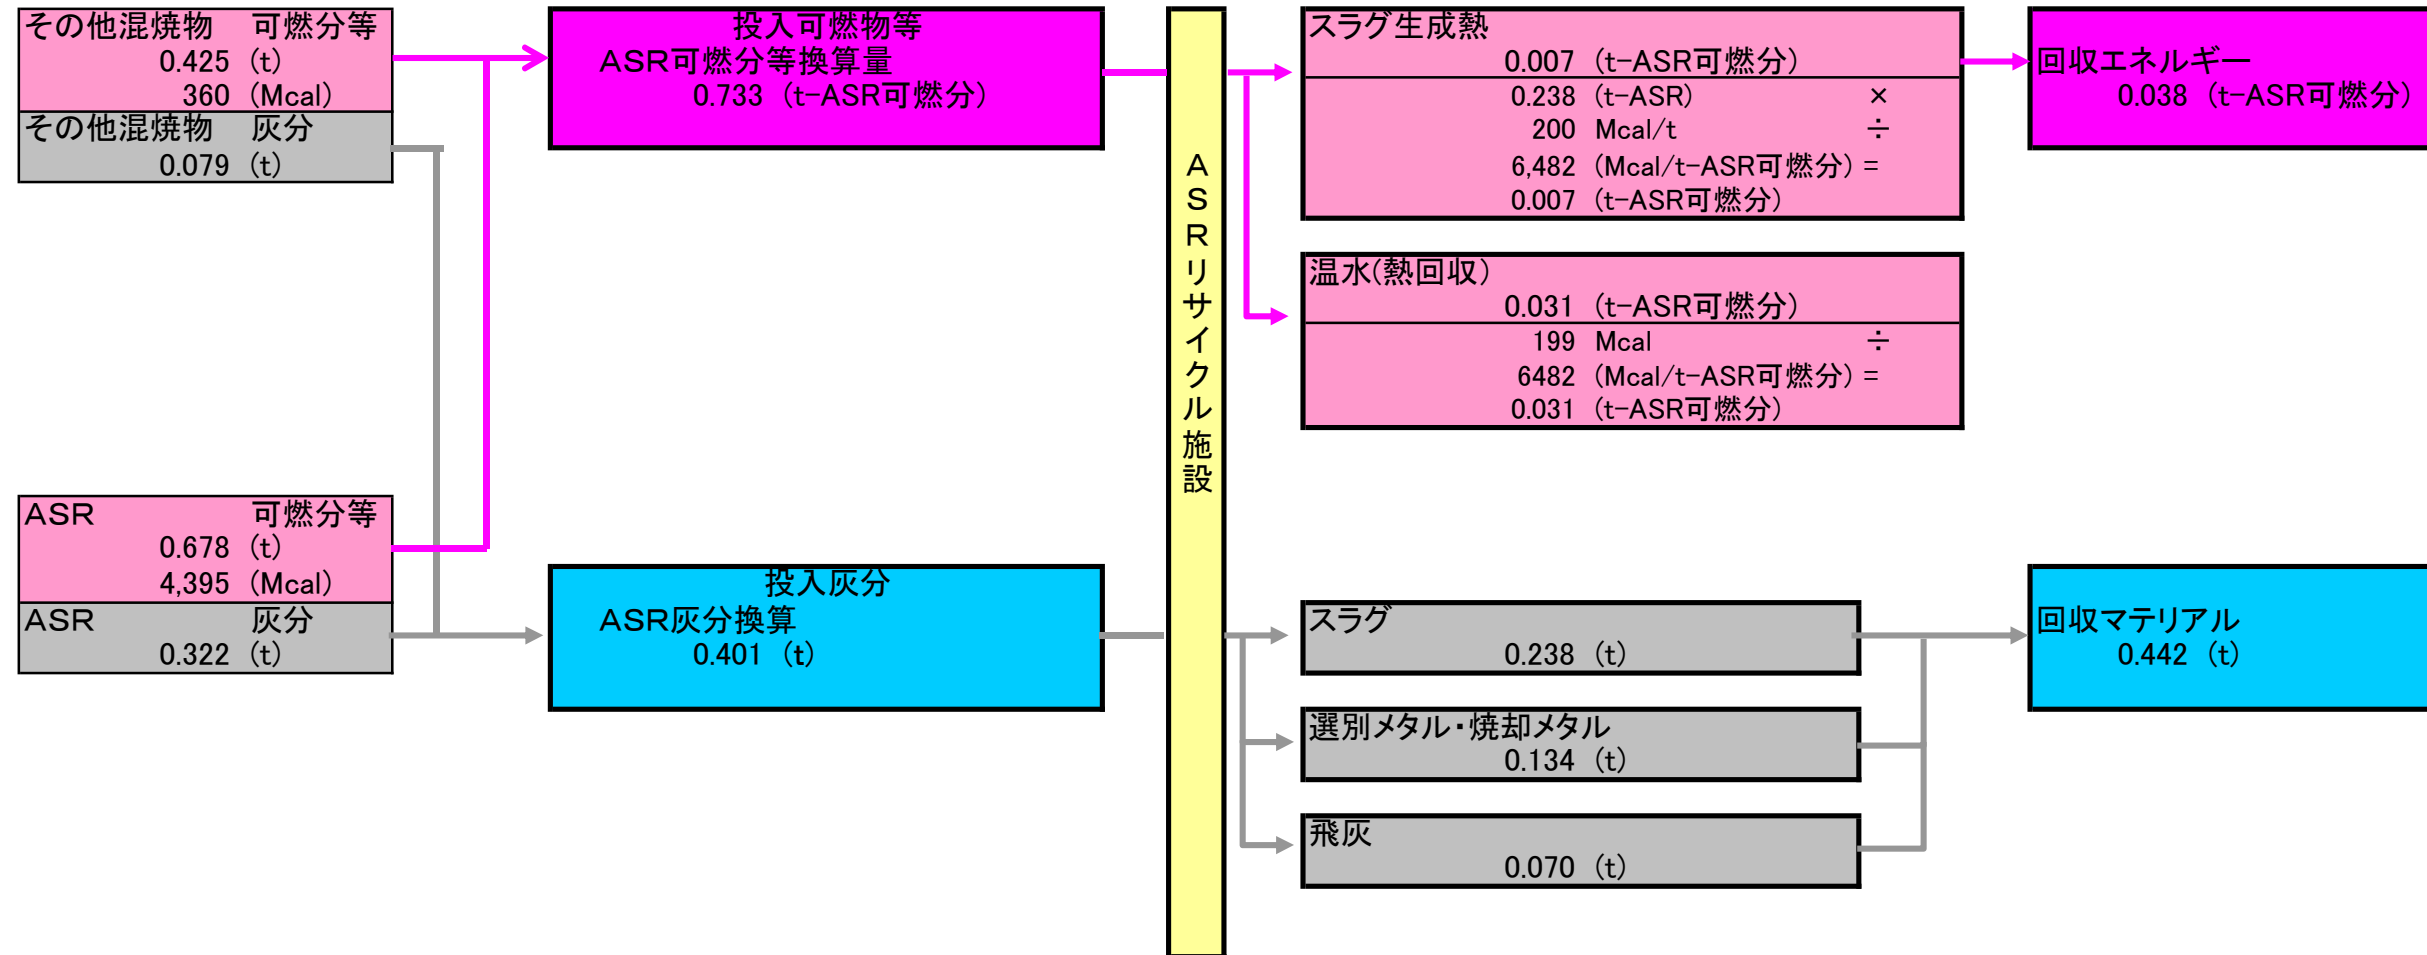 その他混焼物 可燃分等
0.425 (t)
360 (Mcal)
その他混焼物 灰分
0.079 (t)
ASR 可燃分等
0.678 (t)
4,395 (Mcal)
ASR 灰分
0.322 (t)
投入可燃物等
ASR可燃分等換算量
0.733 (t-ASR可燃分)
投入灰分
ASR灰分換算
0.401 (t)
ASRリサイクル施設
スラグ生成熱
0.007 (t-ASR可燃分)
0.238 (t-ASR) ×
200 Mcal/t ÷
6,482 (Mcal/t-ASR可燃分) =
0.007 (t-ASR可燃分)
温水(熱回収)
0.031 (t-ASR可燃分)
199 Mcal ÷
6482 (Mcal/t-ASR可燃分) =
0.031 (t-ASR可燃分)
スラグ
0.238 (t)
選別メタル・焼却メタル
0.134 (t)
飛灰
0.070 (t)
回収エネルギー
0.038 (t-ASR可燃分)
回収マテリアル
0.442 (t)